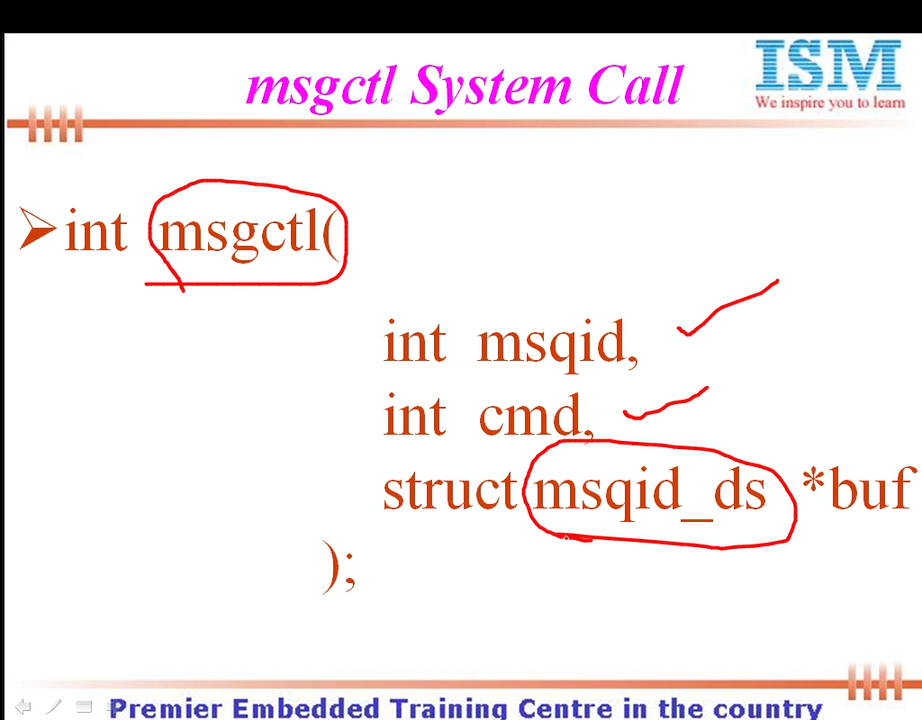 msgctl System Call
ISM
We inspire you to learn
➢int msgctl(
int msqid,
int cmd,
struct msqid_ds *buf
);
Premier Embedded Training Centre in the country